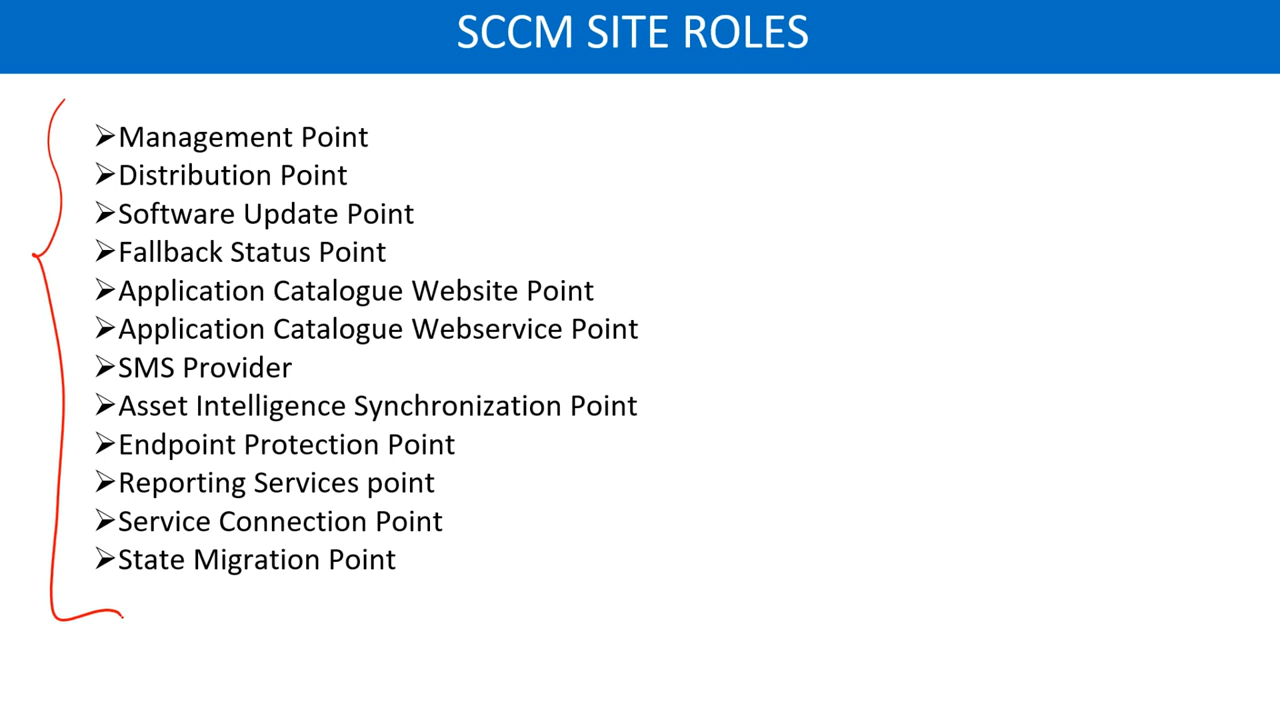 SCCM SITE ROLES
➢Management Point
➢Distribution Point
➢Software Update Point
➢Fallback Status Point
➢Application Catalogue Website Point
➢Application Catalogue Webservice Point
➢SMS Provider
➢Asset Intelligence Synchronization Point
➢Endpoint Protection Point
➢Reporting Services point
➢Service Connection Point
➢State Migration Point